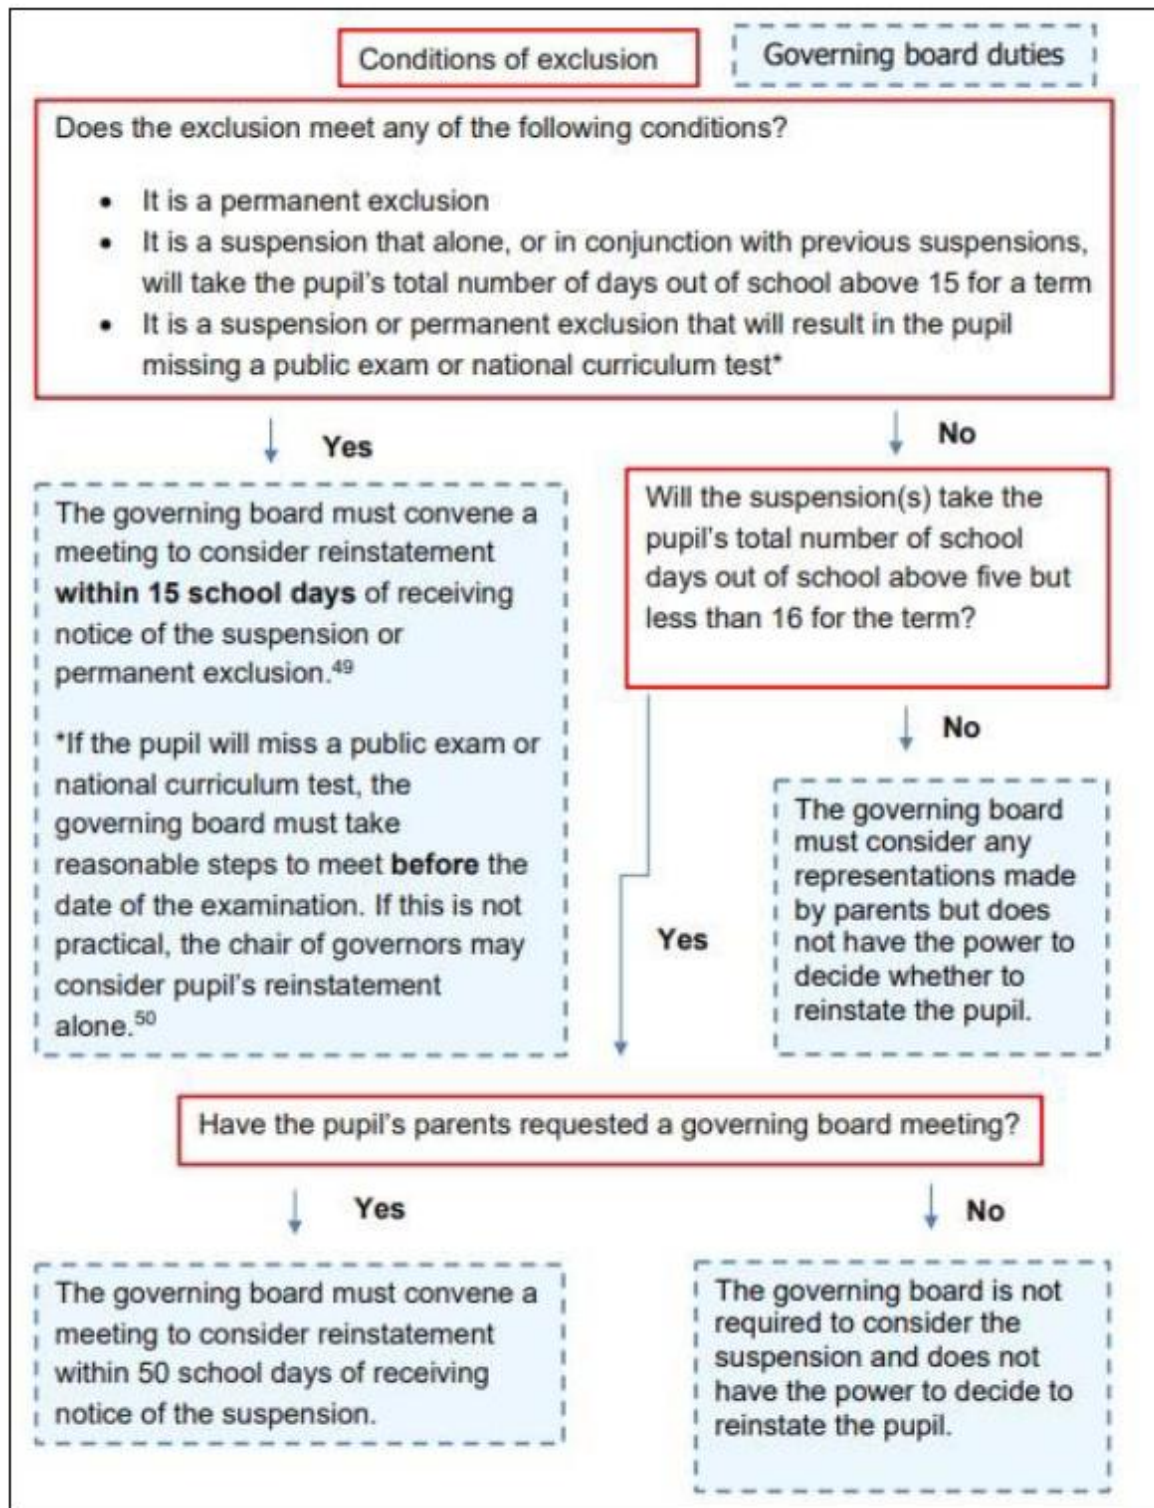 Conditions of exclusion
Governing board duties
Does the exclusion meet any of the following conditions?
• It is a permanent exclusion
• It is a suspension that alone, or in conjunction with previous suspensions,
will take the pupil's total number of days out of school above 15 for a term
• It is a suspension or permanent exclusion that will result in the pupil
missing a public exam or national curriculum test*
Yes
No
The governing board must convene a
meeting to consider reinstatement
within 15 school days of receiving
notice of the suspension or
permanent exclusion.49
*If the pupil will miss a public exam or
national curriculum test, the
governing board must take
reasonable steps to meet before the
date of the examination. If this is not
practical, the chair of governors may
consider pupil's reinstatement
alone.50
Will the suspension(s) take the
pupil's total number of school
days out of school above five but
less than 16 for the term?
No
The governing board
must consider any
representations made
by parents but does
not have the power to
decide whether to
reinstate the pupil.
Yes
Have the pupil's parents requested a governing board meeting?
Yes
No
The governing board must convene a
meeting to consider reinstatement
within 50 school days of receiving
notice of the suspension.
The governing board is not
required to consider the
suspension and does not
have the power to decide to
reinstate the pupil.